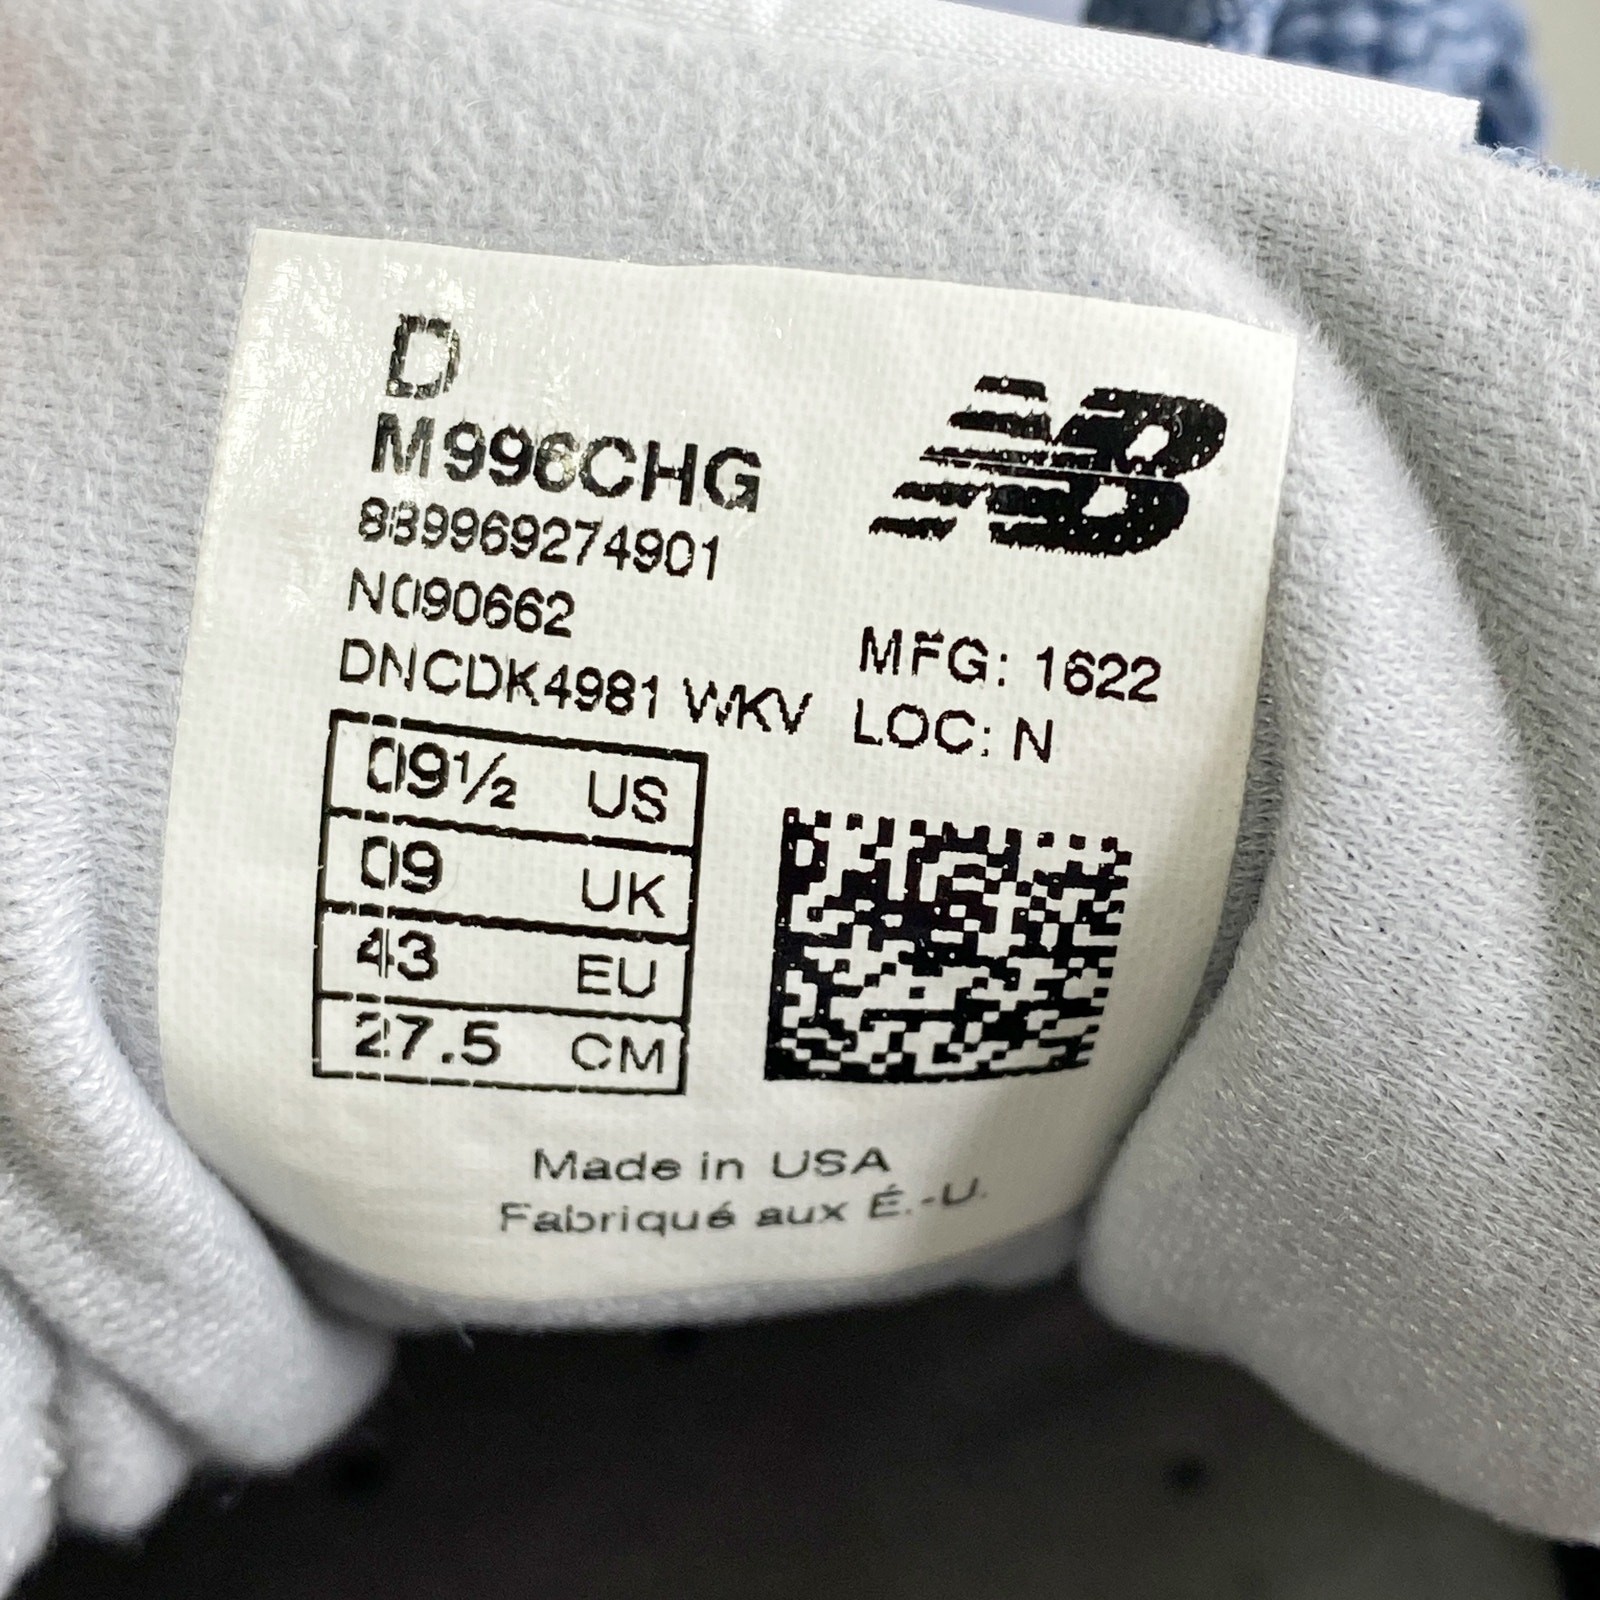 D
M996CHG
NB
889969274901
N090662
DNCDK4981 WKV
MFG: 1622
LOC: N
09½ US
09 UK
43 EU
27.5 CM
Made in USA
Fabriqué aux É.-U.